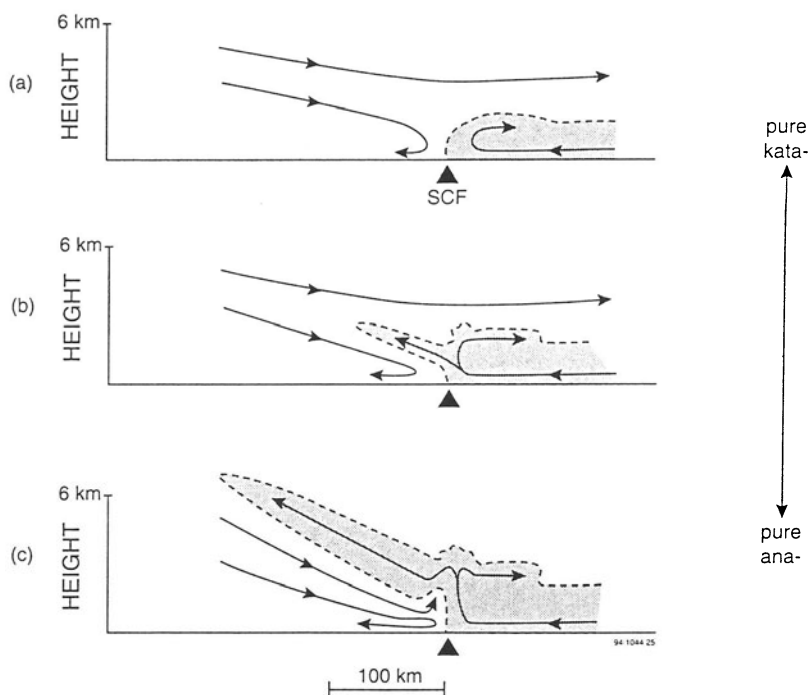 6 km
(a)
HEIGHT
SCF
pure
kata-
6 km
(b)
HEIGHT
6 km
(c)
HEIGHT
pure
ana-
94-1044-25
100 km